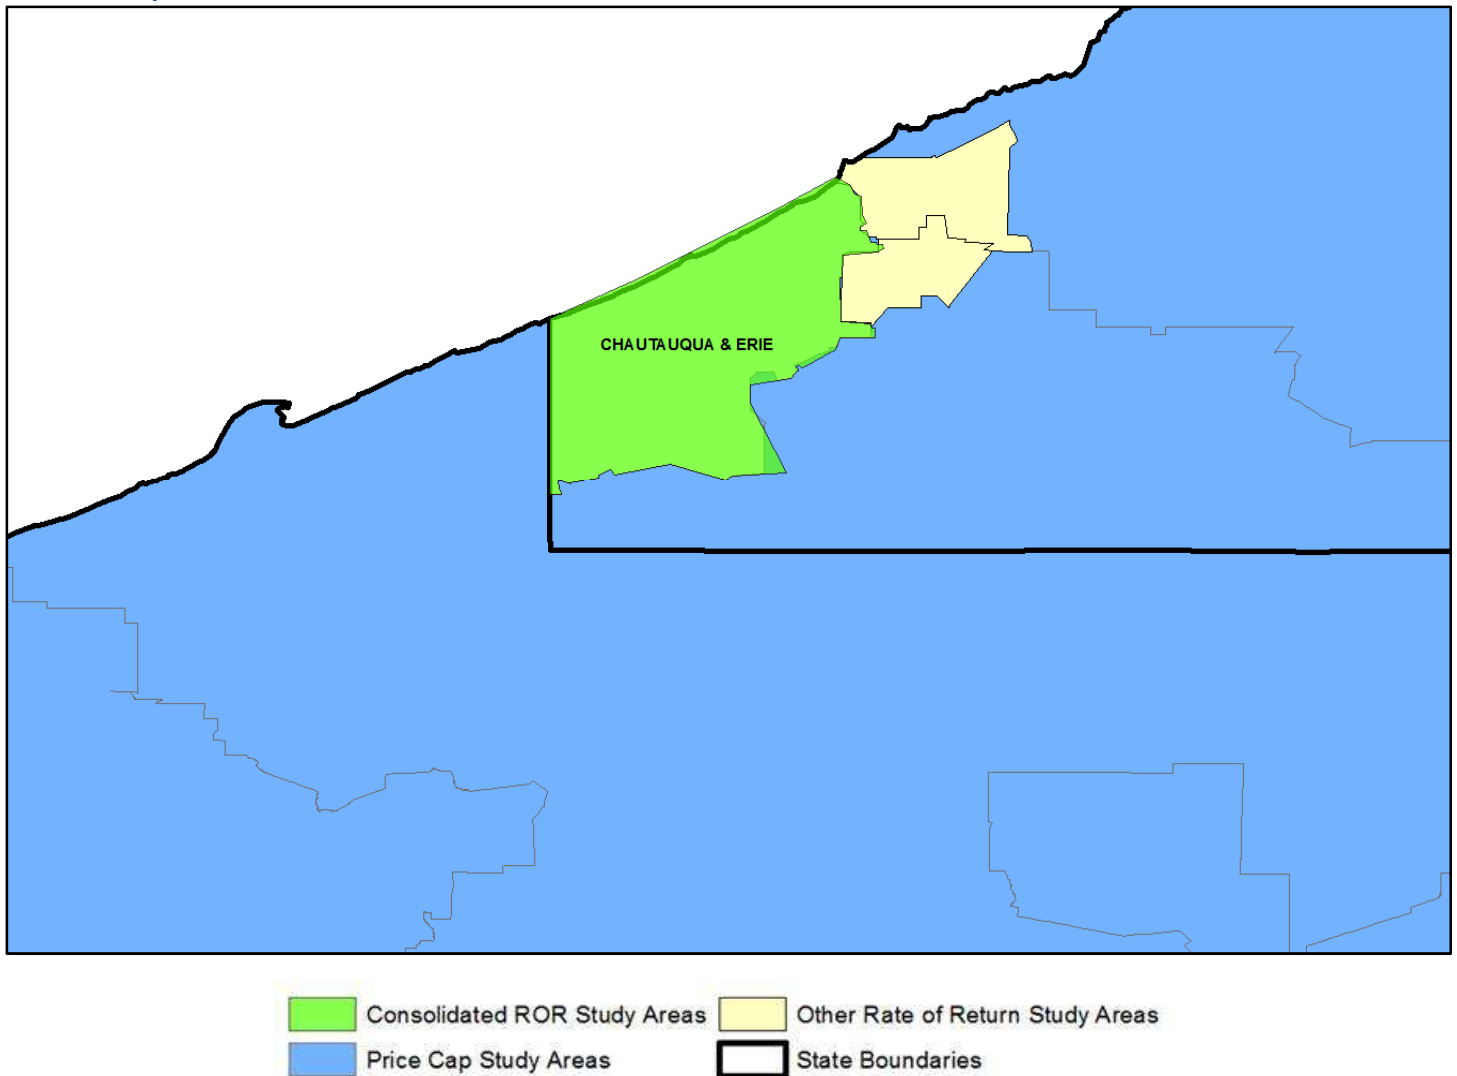 CHAUTAUQUA & ERIE
Consolidated ROR Study Areas
Other Rate of Return Study Areas
Price Cap Study Areas
State Boundaries